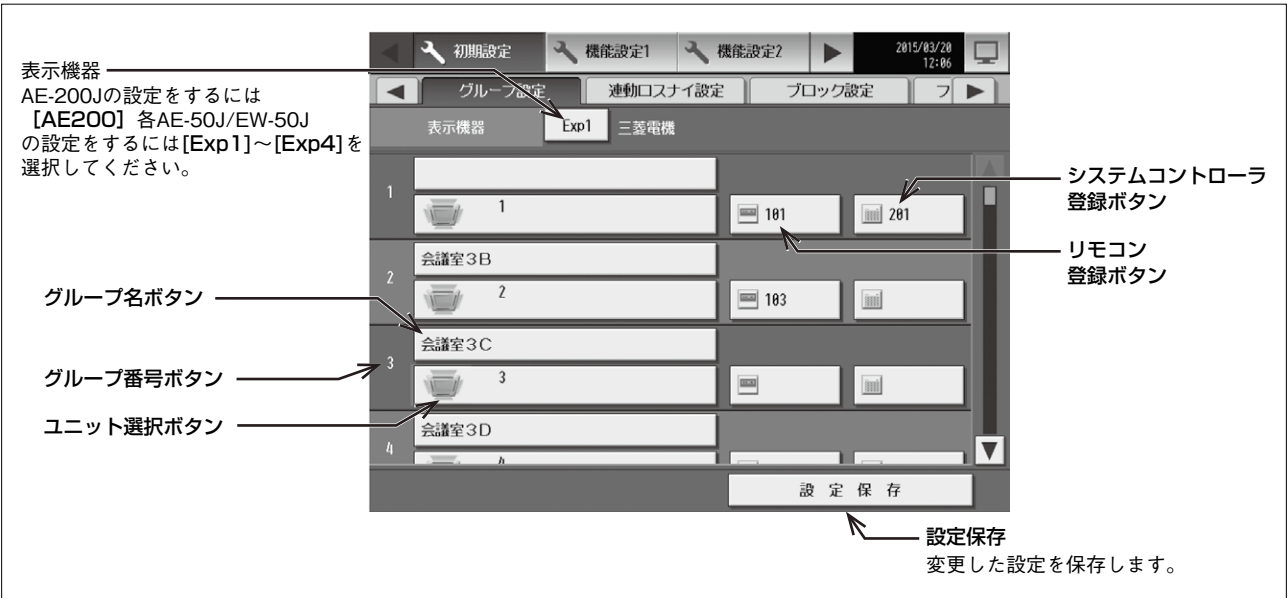 初期設定
機能設定1
機能設定2
2015/03/20
12:06
表示機器
AE-200Jの設定をするには
［AE200］各AE-50J/EW-50J
の設定をするには[Exp1]～[Exp4]を
選択してください。
グループ設定
連動ロスナイ設定
ブロック設定
フ
表示機器
Exp1
三菱電機
1
1
101
201
システムコントローラ
登録ボタン
リモコン
登録ボタン
2
会議室3B
2
103
グループ名ボタン
3
会議室3C
3
グループ番号ボタン
ユニット選択ボタン
4
会議室3D
4
設定保存
設定保存
変更した設定を保存します。